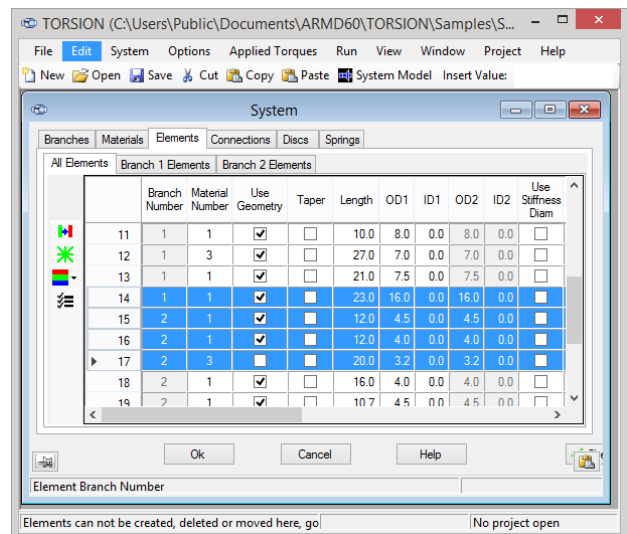 TORSION (C:\Users\Public\Documents\ARMD60\TORSION\Samples\S...
File Edit System Options Applied Torques Run View Window Project Help
New Open Save Cut Copy Paste System Model Insert Value:
System
Branches Materials Elements Connections Discs Springs
All Elements Branch 1 Elements Branch 2 Elements
Branch Number Material Number Use Geometry Taper Length OD1 ID1 OD2 ID2 Use Stiffness Diam
11 1 1 10.0 8.0 0.0 8.0 0.0
12 1 3 27.0 7.0 0.0 7.0 0.0
13 1 1 21.0 7.5 0.0 7.5 0.0
14 1 1 23.0 16.0 0.0 16.0 0.0
15 2 1 12.0 4.5 0.0 4.5 0.0
16 2 1 12.0 4.0 0.0 4.0 0.0
17 2 3 20.0 3.2 0.0 3.2 0.0
18 2 1 16.0 4.0 0.0 4.0 0.0
19 2 1 10.7 4.5 0.0 4.5 0.0
Ok Cancel Help
Element Branch Number
Elements can not be created, deleted or moved here, go No project open